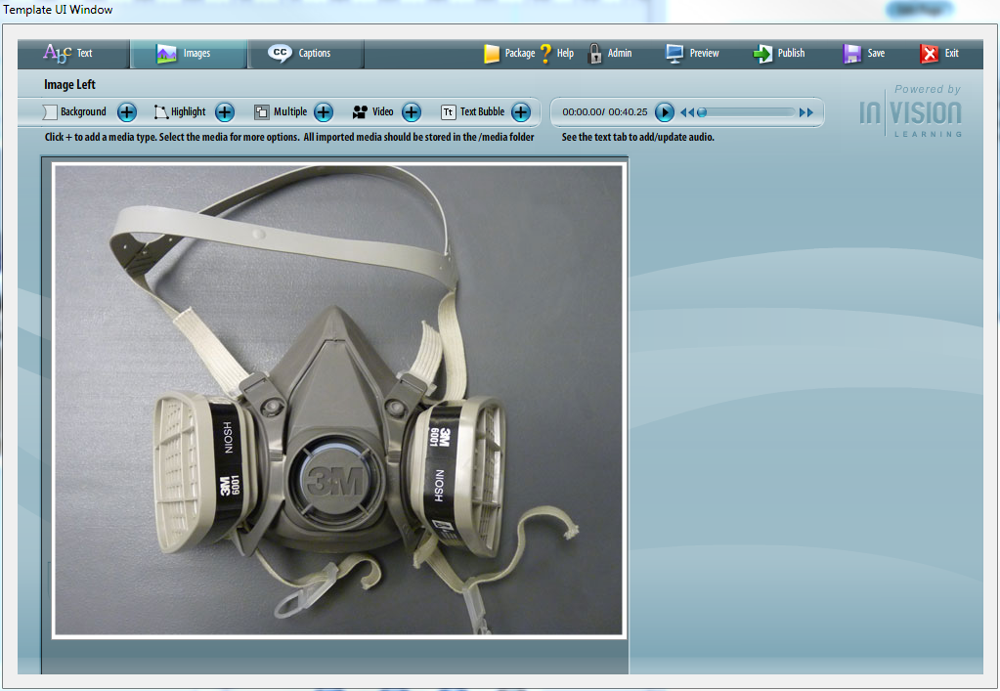 Template UI Window
Abc Text Images CC Captions Package ? Help Admin Preview Publish Save Exit
Image Left
Background Highlight Multiple Video Tt Text Bubble
00:00.00/ 00:40.25
Powered by
INVISION
LEARNING
Click + to add a media type. Select the media for more options. All imported media should be stored in the /media folder
See the text tab to add/update audio.
NIOSH
3M
6001
3M
3M
6001
NIOSH